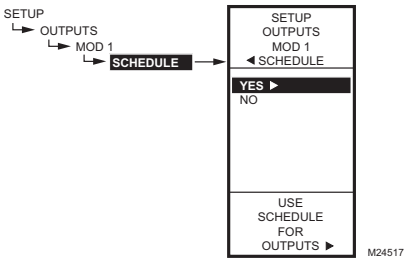 SETUP
OUTPUTS
MOD 1
SCHEDULE
SETUP
OUTPUTS
MOD 1
◄ SCHEDULE
YES ►
NO
USE
SCHEDULE
FOR
OUTPUTS ►
M24517